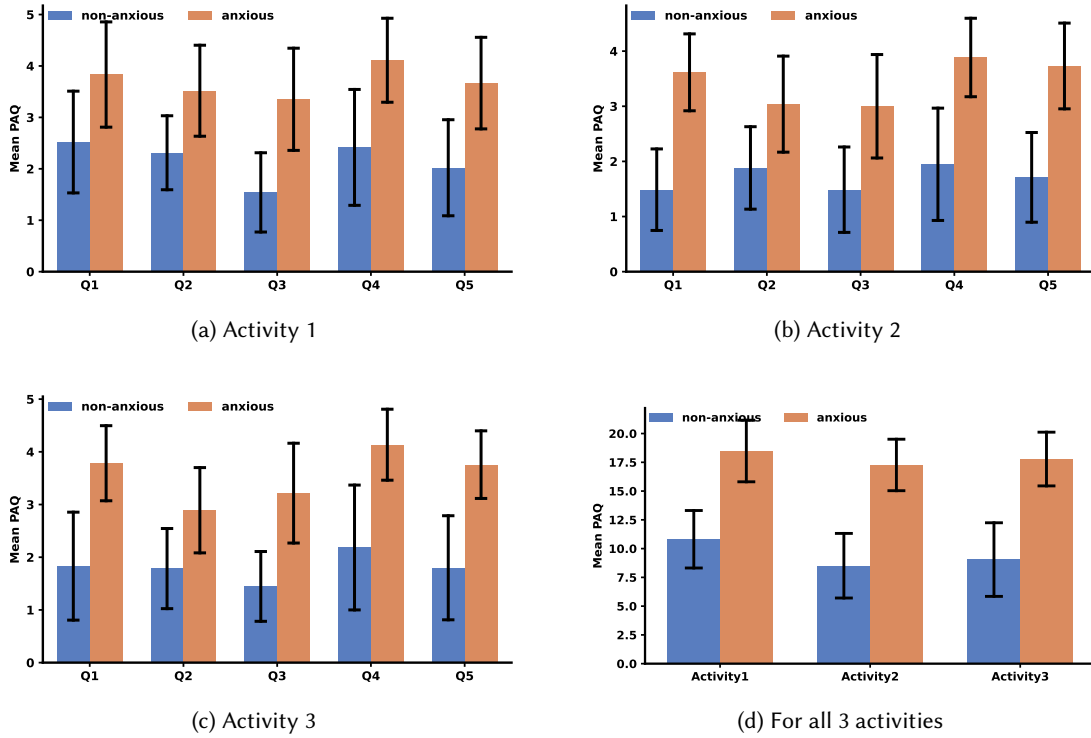 non-anxious anxious
5
4
3
2
1
0
Mean PAQ
Q1 Q2 Q3 Q4 Q5
(a) Activity 1
non-anxious anxious
4
3
2
1
0
Mean PAQ
Q1 Q2 Q3 Q4 Q5
(b) Activity 2
non-anxious anxious
5
4
3
2
1
0
Mean PAQ
Q1 Q2 Q3 Q4 Q5
(c) Activity 3
non-anxious anxious
20.0
17.5
15.0
12.5
10.0
7.5
5.0
2.5
0.0
Mean PAQ
Activity1 Activity2 Activity3
(d) For all 3 activities